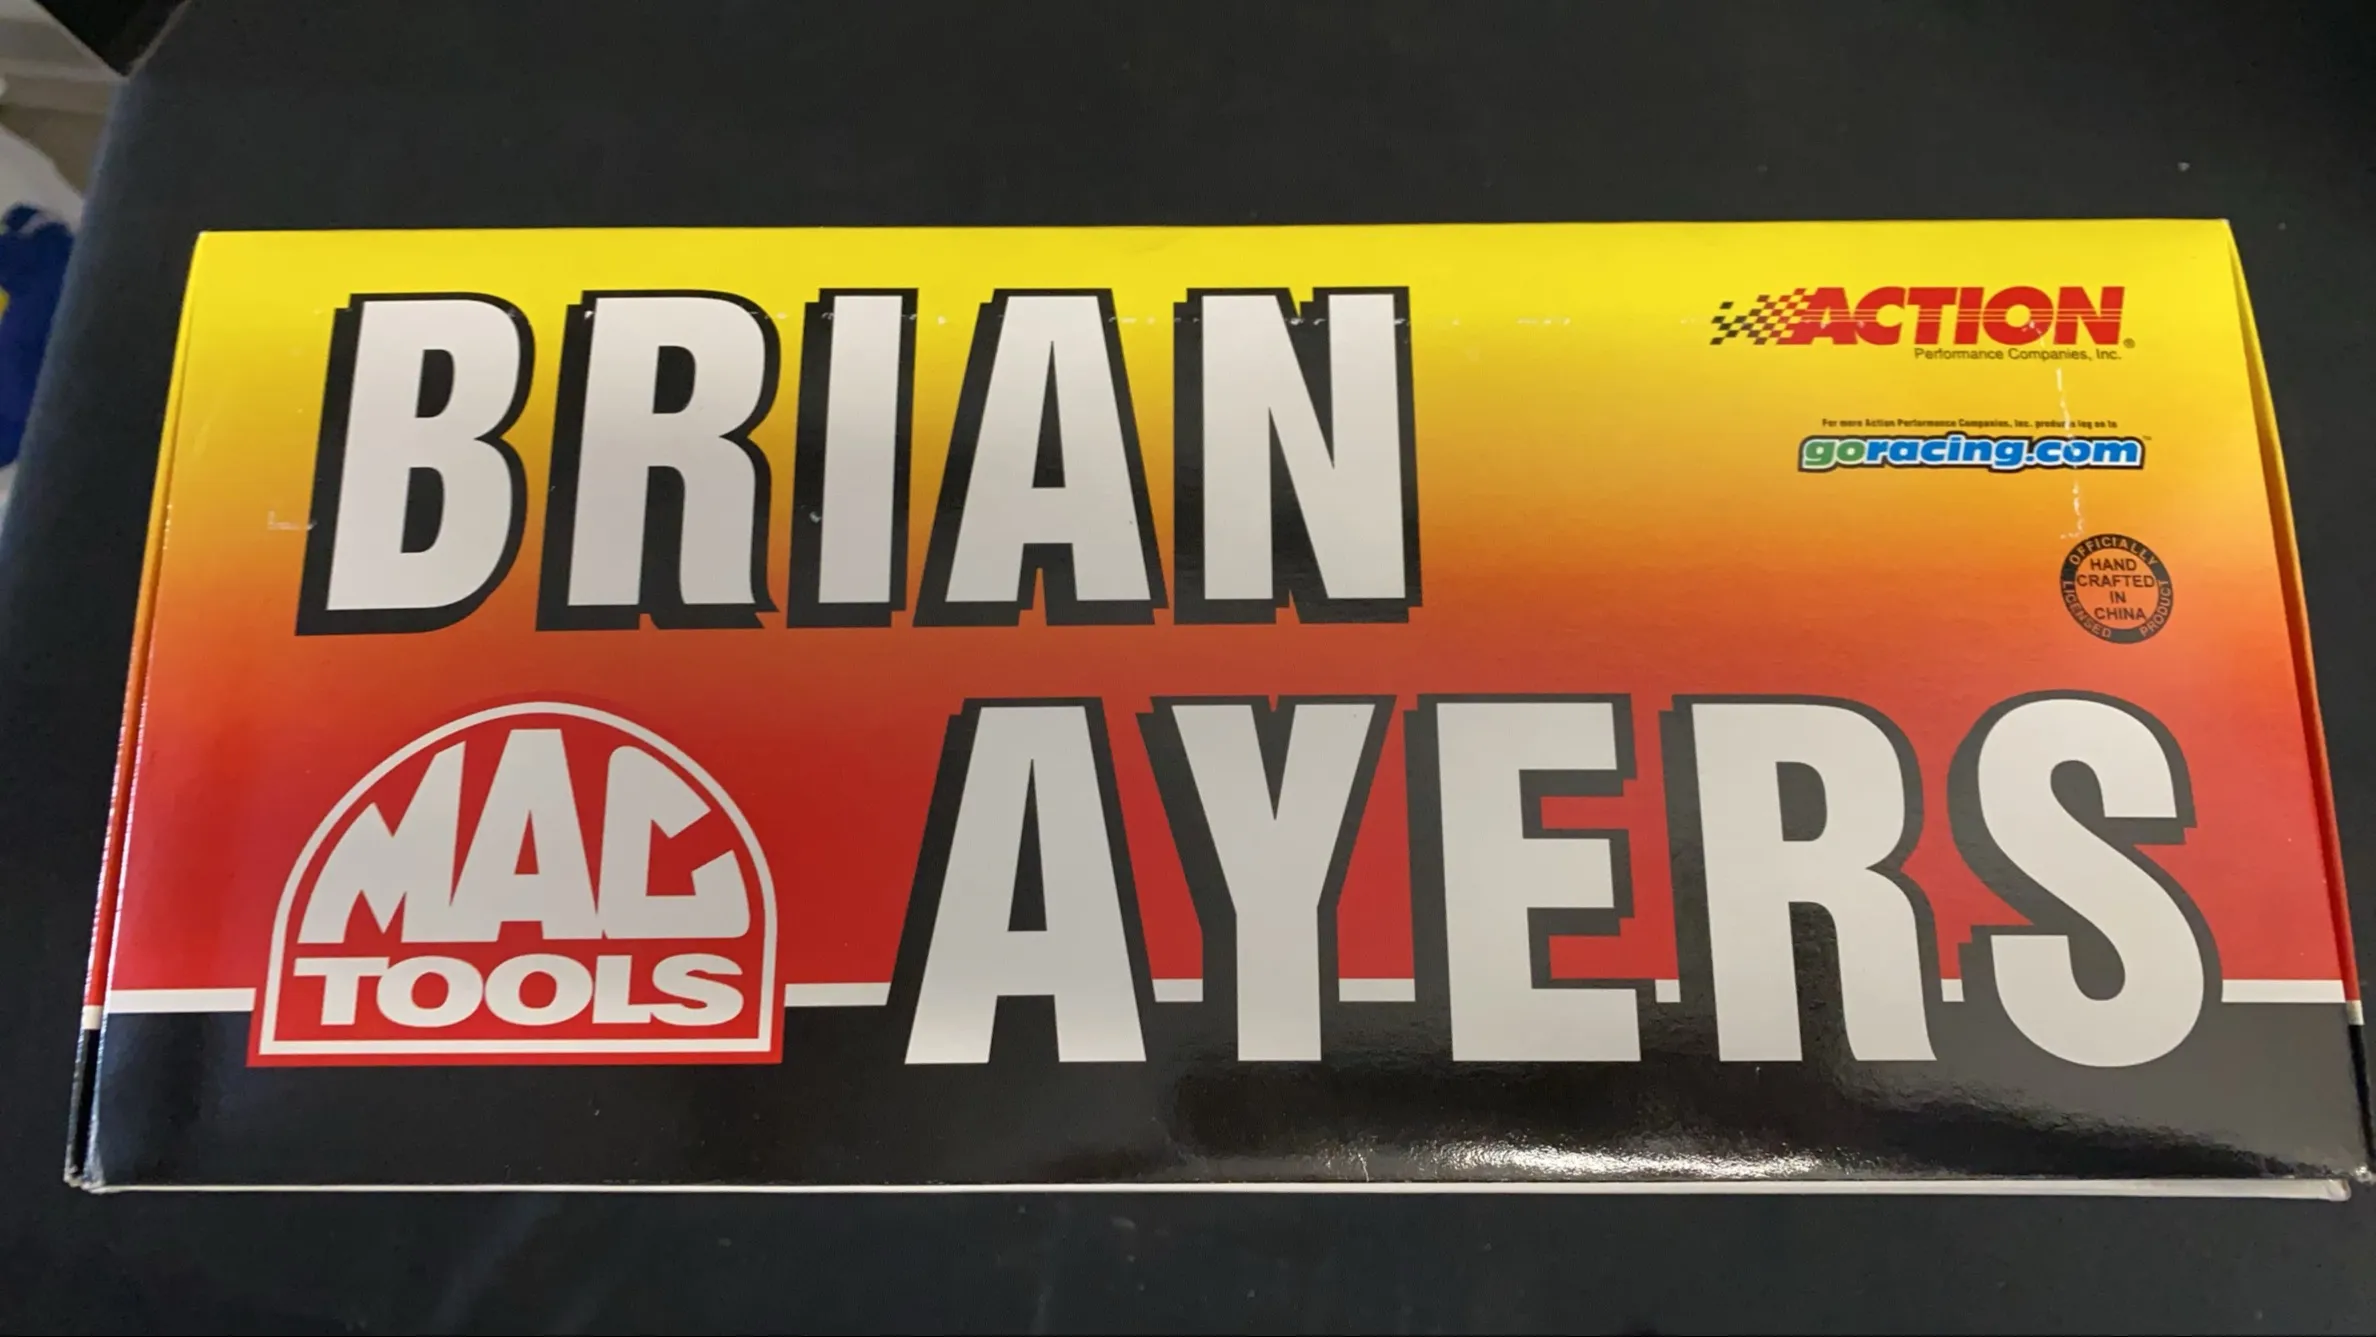 BRIAN
ACTION®
Performance Companies, Inc.
For more Action Performance Companies, Inc. products log on to
goracing.com™
OFFICIALLY LICENSED PRODUCT
HAND
CRAFTED
IN
CHINA
MAC
TOOLS
AYERS